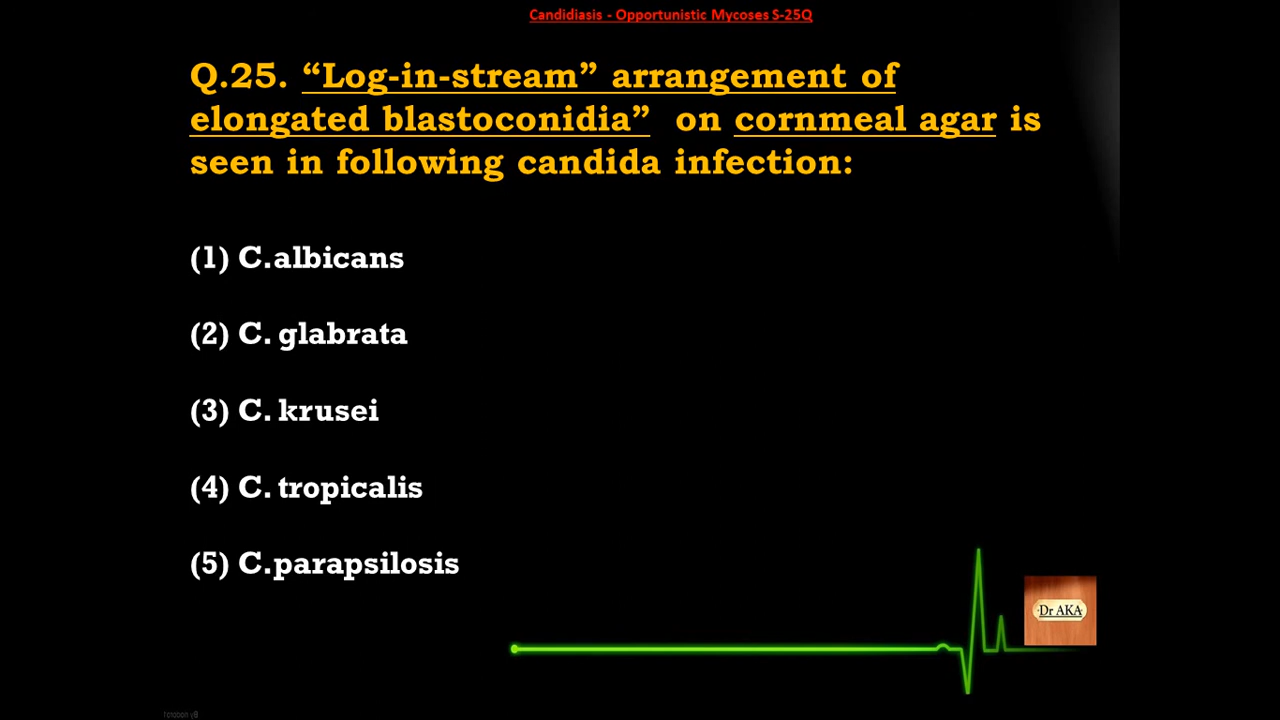 Candidiasis - Opportunistic Mycoses S-25Q
Q.25. “Log-in-stream” arrangement of
elongated blastoconidia” on cornmeal agar is
seen in following candida infection:
(1) C.albicans
(2) C. glabrata
(3) C. krusei
(4) C. tropicalis
(5) C.parapsilosis
Dr AKA